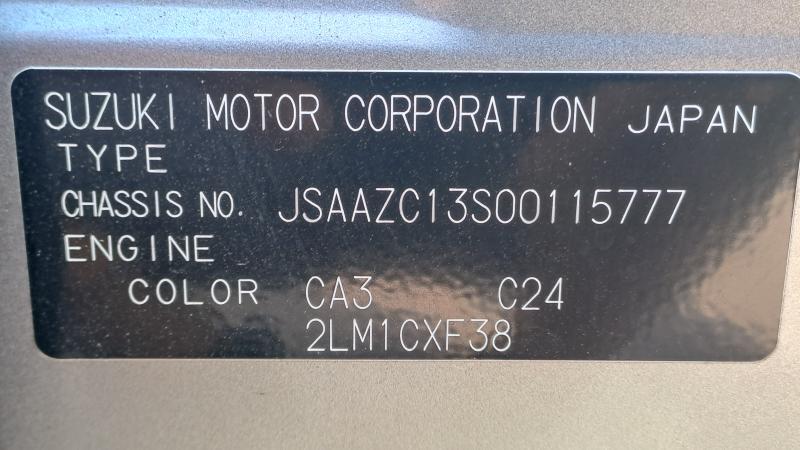 SUZUKI MOTOR CORPORATION JAPAN
TYPE
CHASSIS NO. JSAAZC13S00115777
ENGINE
COLOR CA3 C24
2LM1CXF38